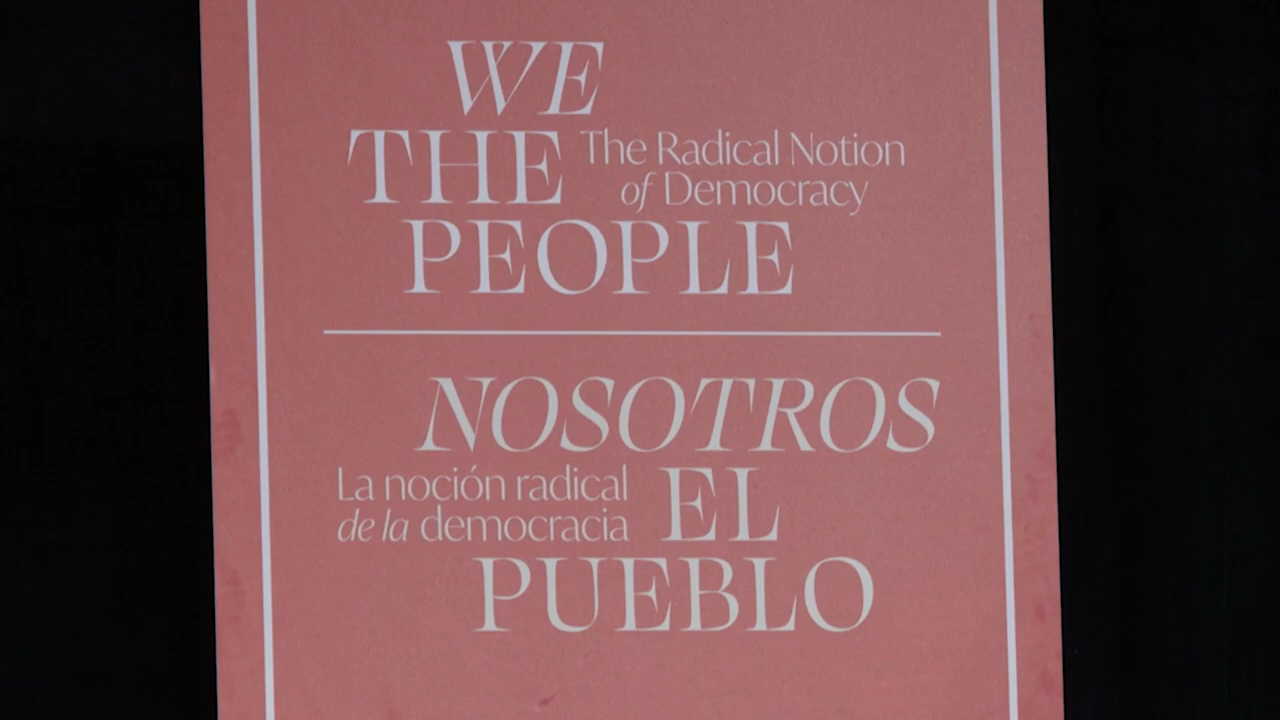 WE
THE The Radical Notion
of Democracy
PEOPLE
NOSOTROS
La noción radical
de la democracia EL
PUEBLO